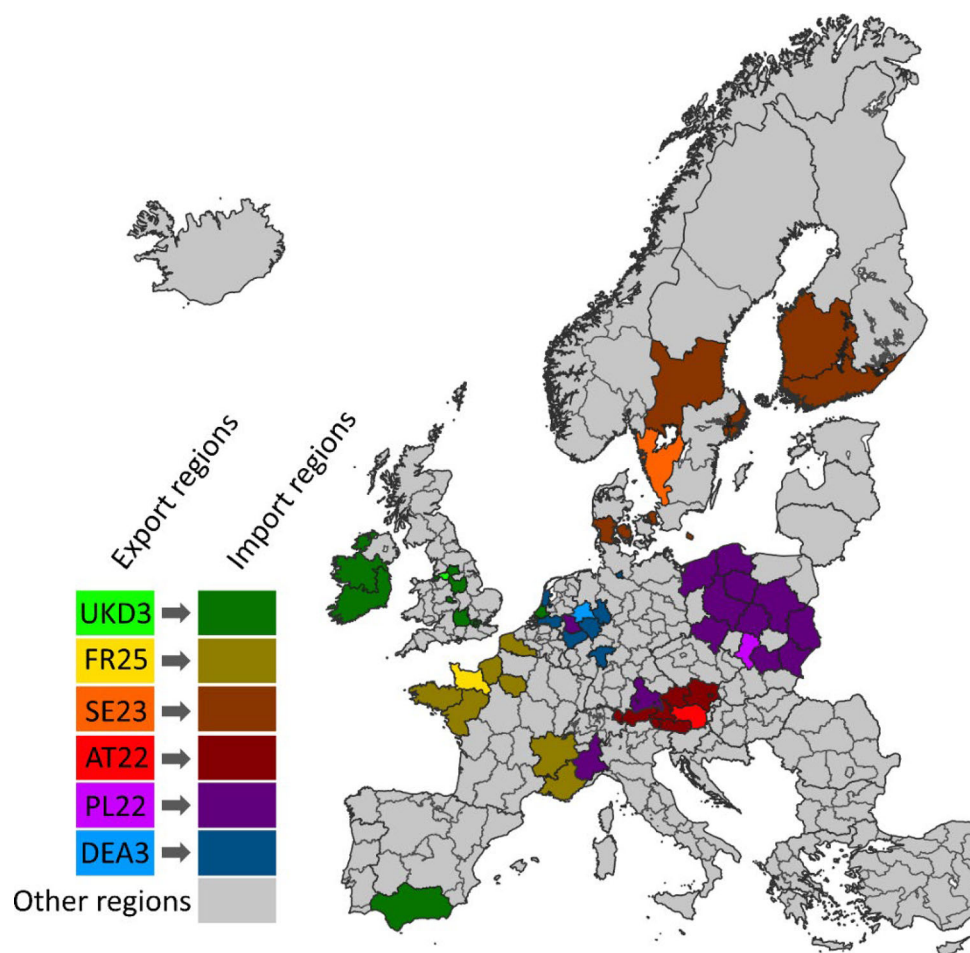 Export regions
Import regions
UKD3
FR25
SE23
AT22
PL22
DEA3
Other regions